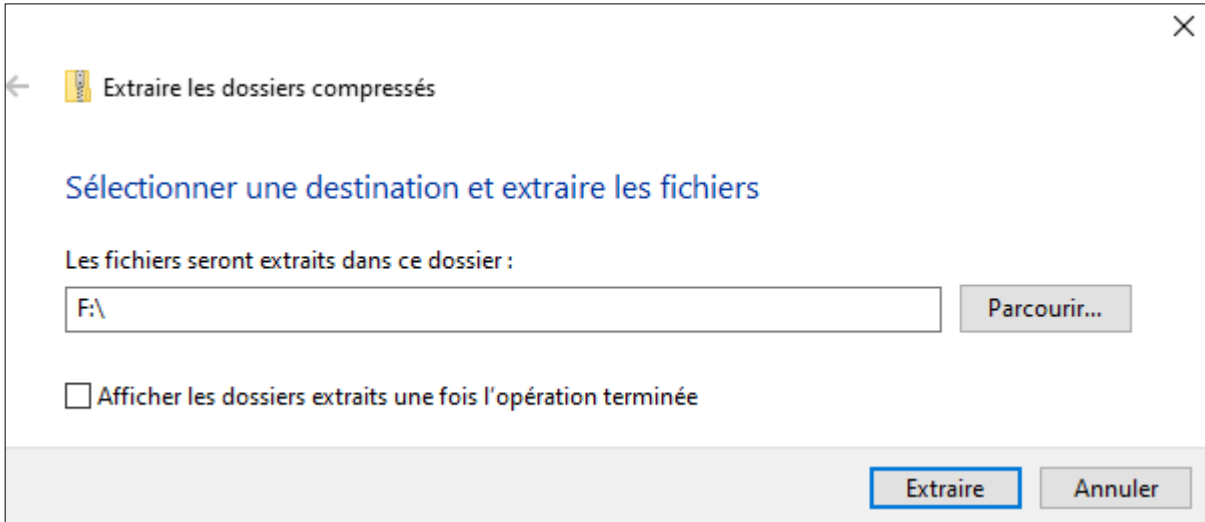 Extraire les dossiers compressés
Sélectionner une destination et extraire les fichiers
Les fichiers seront extraits dans ce dossier :
F:\
Parcourir...
Afficher les dossiers extraits une fois l'opération terminée
Extraire
Annuler